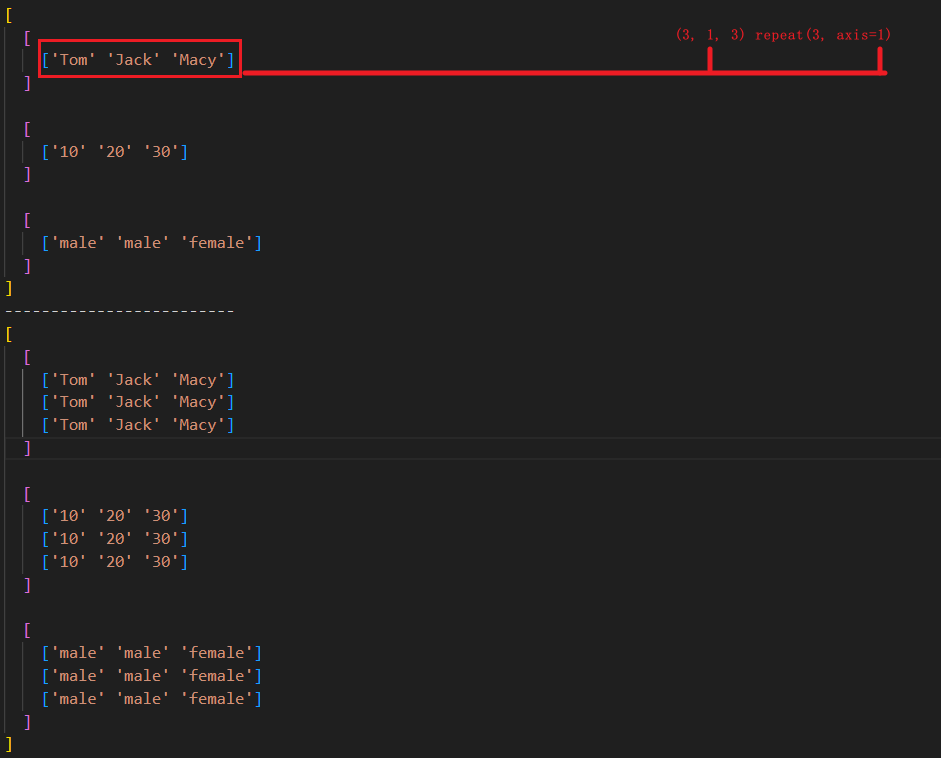 [
[
(3, 1, 3) repeat(3, axis=1)
['Tom' 'Jack' 'Macy']
]
[
['10' '20' '30']
]
[
['male' 'male' 'female']
]
]
-------------------------
[
[
['Tom' 'Jack' 'Macy']
['Tom' 'Jack' 'Macy']
['Tom' 'Jack' 'Macy']
]
[
['10' '20' '30']
['10' '20' '30']
['10' '20' '30']
]
[
['male' 'male' 'female']
['male' 'male' 'female']
['male' 'male' 'female']
]
]